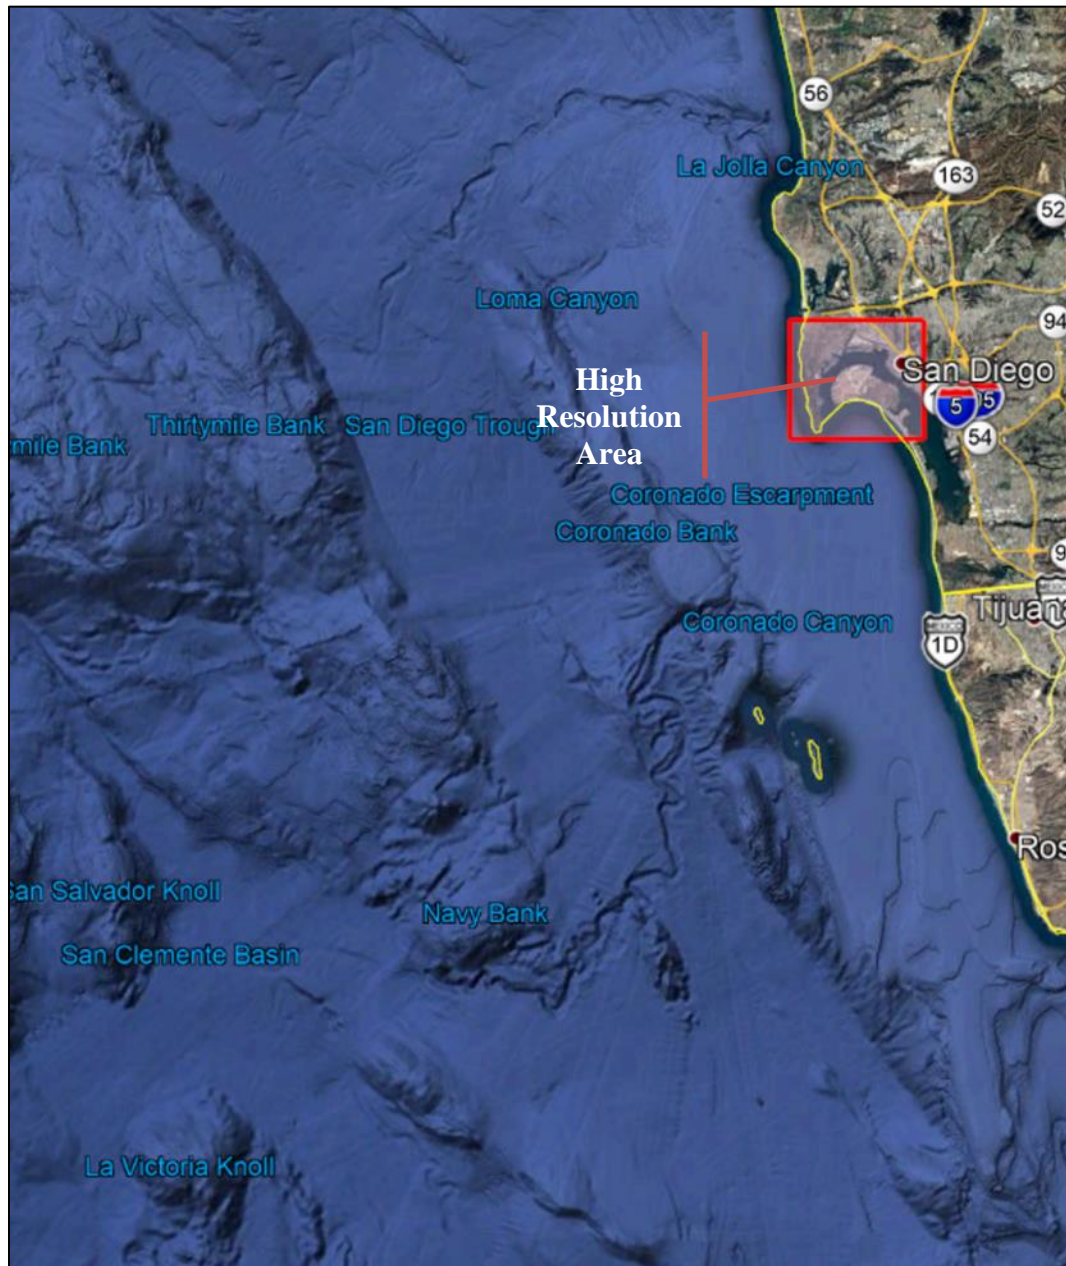 56
La Jolla Canyon
163
52
Loma Canyon
94
San Diego
High
Resolution
Area
5
5
54
Thirtymile Bank
San Diego Trough
mile Bank
Coronado Escarpment
Coronado Bank
9
Coronado Canyon
Tijuana
MEXICO
1D
Ros
San Salvador Knoll
Navy Bank
San Clemente Basin
La Victoria Knoll